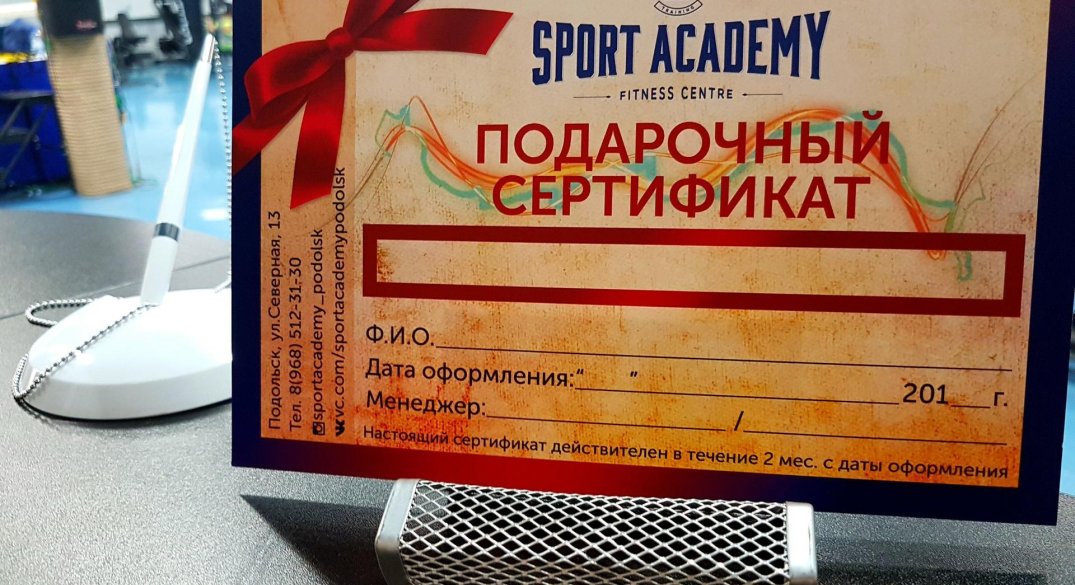 TRAINING
SPORT ACADEMY
FITNESS CENTRE
ПОДАРОЧНЫЙ
СЕРТИФИКАТ
Ф.И.О.
Дата оформления:“ ” 201 г.
Менеджер: /
Настоящий сертификат действителен в течение 2 мес. с даты оформления
Подольск, ул.Северная, 13
Тел. 8(968) 512-31-30
sportacademy_podolsk
vc.com/sportacademypodolsk